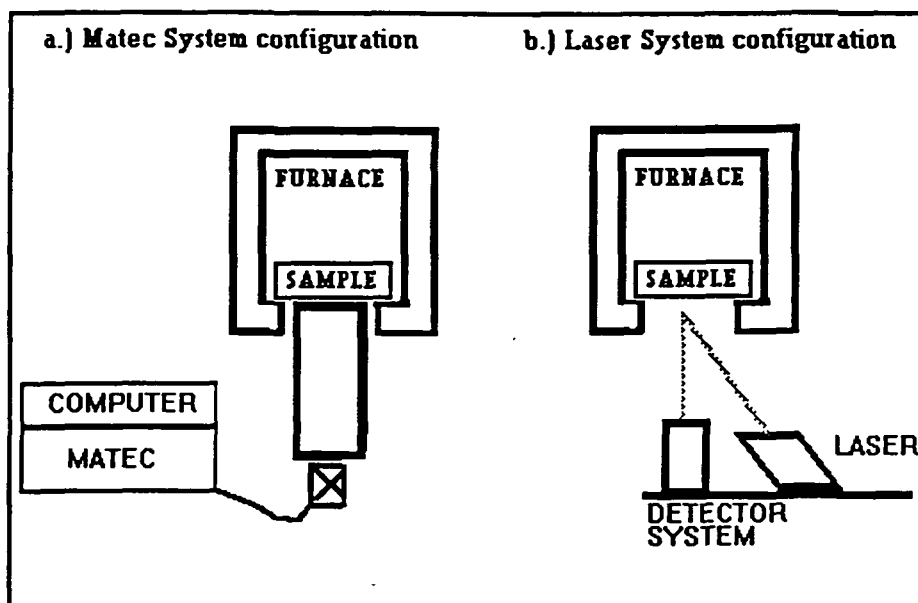 a.) Matec System configuration
b.) Laser System configuration
FURNACE
SAMPLE
COMPUTER
MATEC
FURNACE
SAMPLE
LASER
DETECTOR
SYSTEM